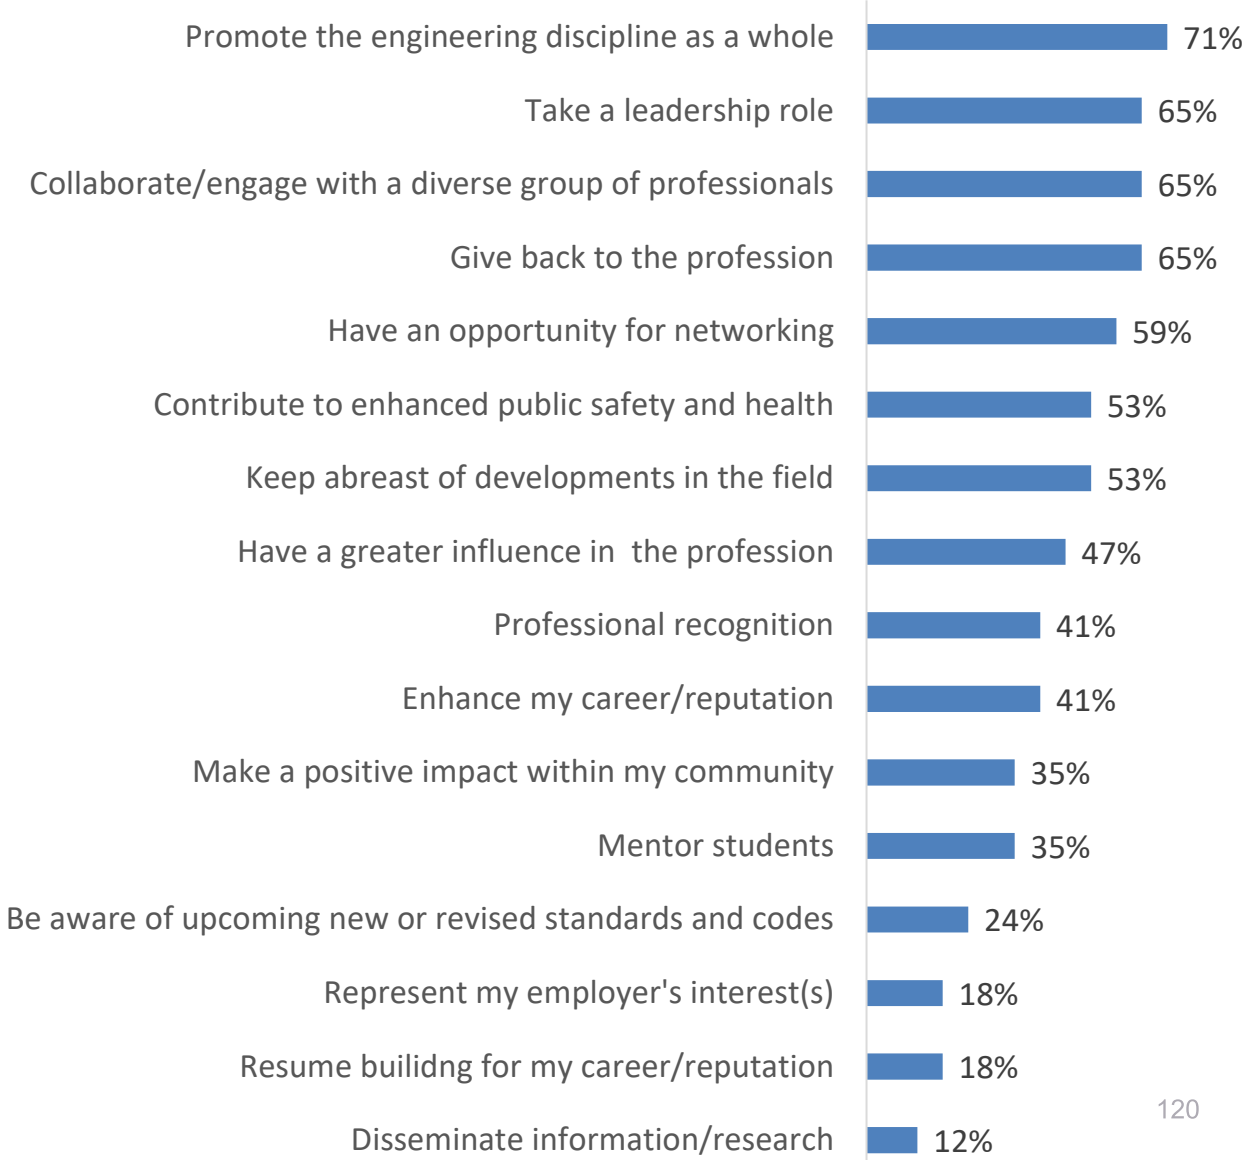 Promote the engineering discipline as a whole 71%
Take a leadership role 65%
Collaborate/engage with a diverse group of professionals 65%
Give back to the profession 65%
Have an opportunity for networking 59%
Contribute to enhanced public safety and health 53%
Keep abreast of developments in the field 53%
Have a greater influence in  the profession 47%
Professional recognition 41%
Enhance my career/reputation 41%
Make a positive impact within my community 35%
Mentor students 35%
Be aware of upcoming new or revised standards and codes 24%
Represent my employer's interest(s) 18%
Resume builidng for my career/reputation 18%
120
Disseminate information/research 12%